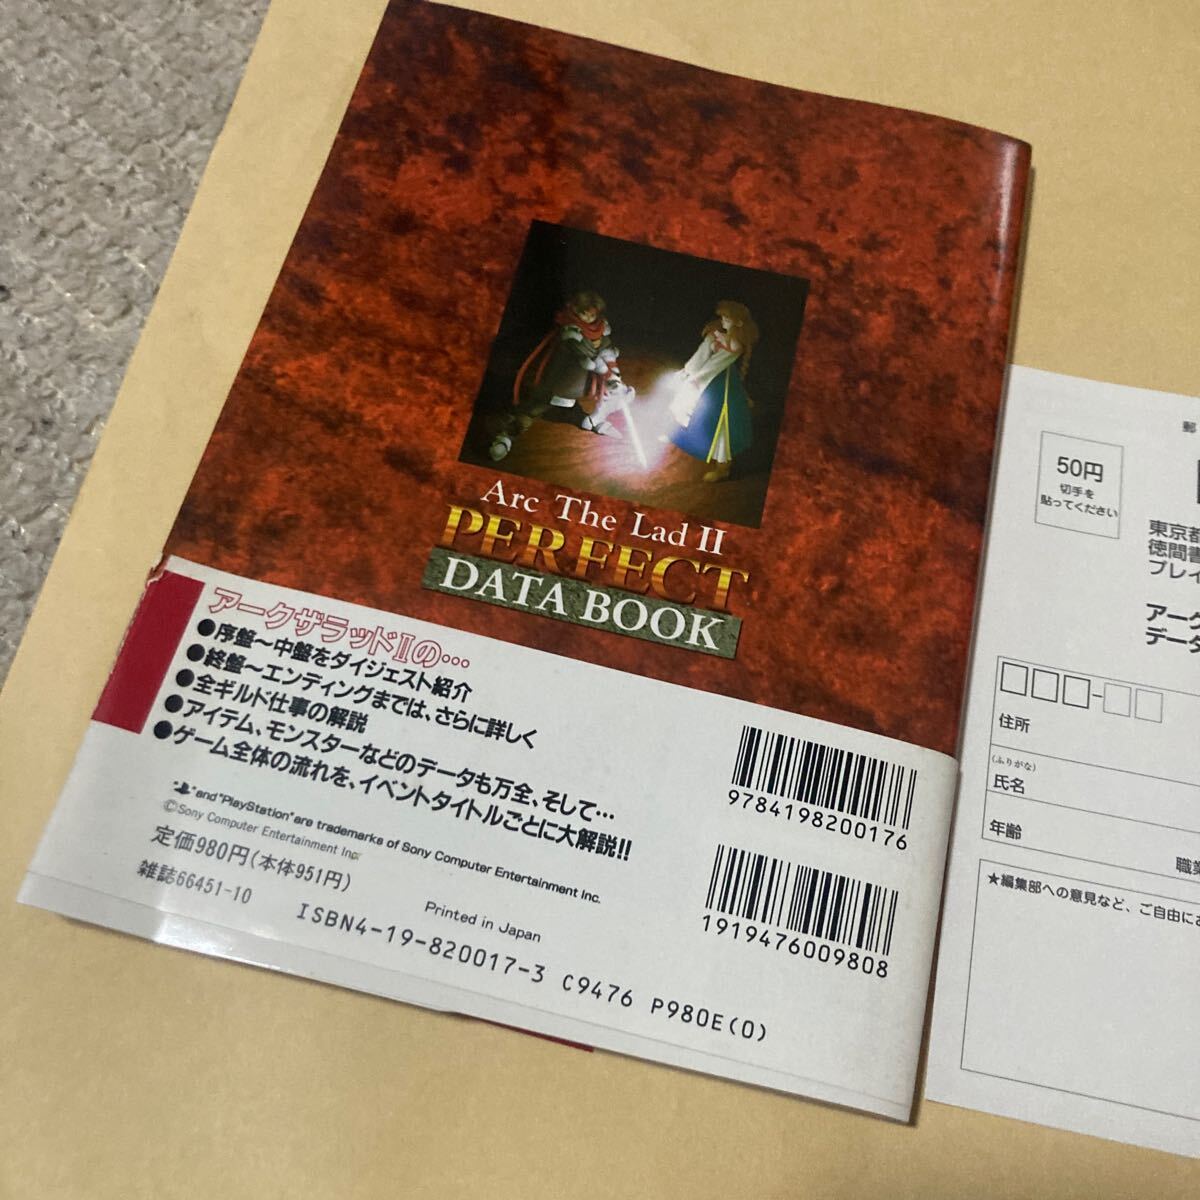 Arc The Lad II
PERFECT
DATA BOOK
アークザラッドIIの…
●序盤～中盤をダイジェスト紹介
●終盤～エンディングまでは、さらに詳しく
●全ギルド仕事の解説
●アイテム、モンスターなどのデータも万全、そして…
●ゲーム全体の流れを、イベントタイトルごとに大解説!!
" " and "PlayStation" are trademarks of Sony Computer Entertainment Inc.
©Sony Computer Entertainment Inc.
定価980円(本体951円)
雑誌66451-10
Printed in Japan
ISBN4-19-820017-3 C9476 P980E(0)
9784198200176
1919476009808
郵
50円
切手を
貼ってください
東京都
徳間書
プレイ
アーク
データ
住所
(ふりがな)
氏名
年齢
職業
★編集部への意見など、ご自由にお